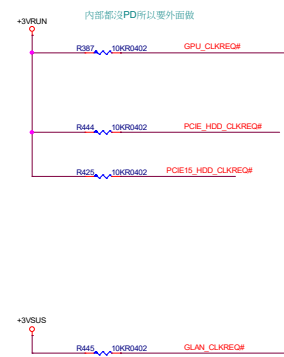 內部都沒PD所以要外面做
+3VRUN
R387 10KR0402 GPU_CLKREQ#
R444 10KR0402 PCIE_HDD_CLKREQ#
R425 10KR0402 PCIE15_HDD_CLKREQ#
+3VSUS
R445 10KR0402 GLAN_CLKREQ#